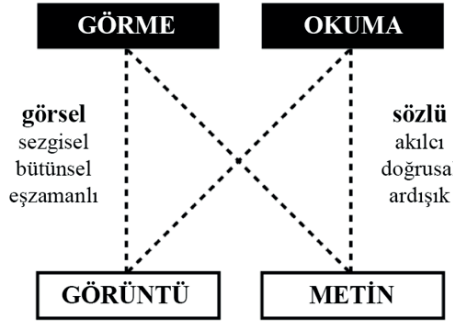 GÖRME
OKUMA
görsel
sezgisel
bütünsel
eşzamanlı
sözlü
akılcı
doğrusal
ardışık
GÖRÜNTÜ
METİN